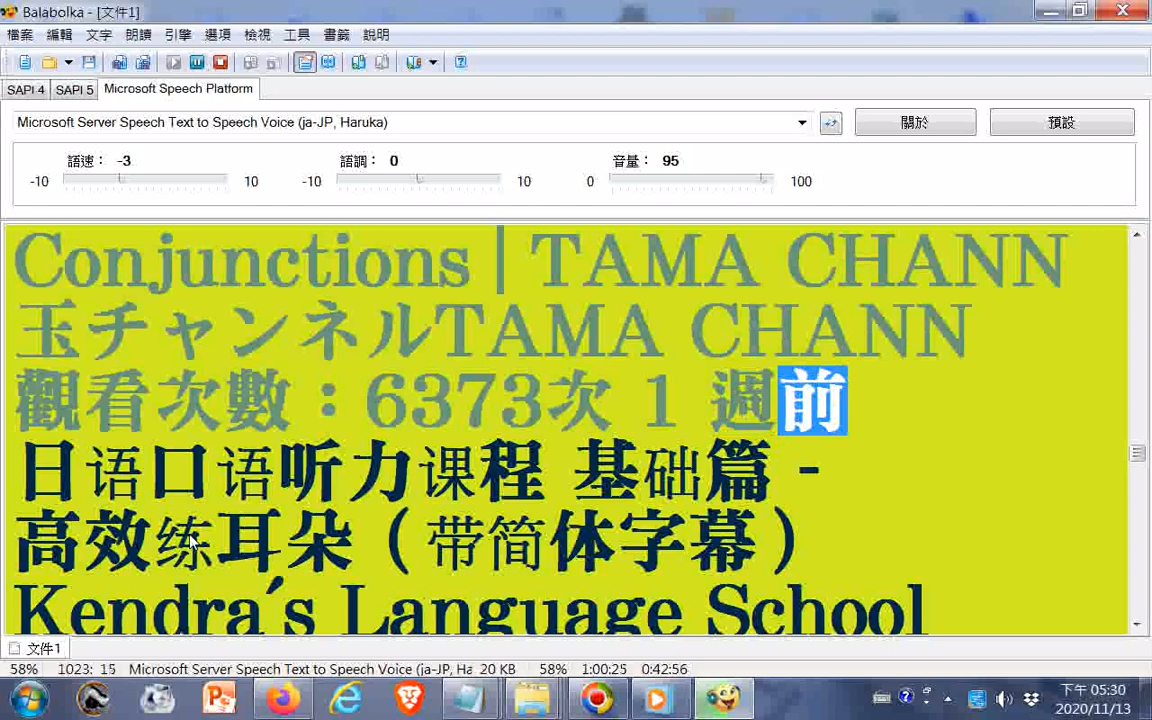 Balabolka - [文件1]
檔案 編輯 文字 朗讀 引擎 選項 檢視 工具 書籤 說明
SAPI 4 SAPI 5 Microsoft Speech Platform
Microsoft Server Speech Text to Speech Voice (ja-JP, Haruka) 關於 預設
語速： -3 語調： 0 音量： 95
-10 10 -10 10 0 100
Conjunctions | TAMA CHANN
玉チャンネルTAMA CHANN
觀看次數：6373次 1 週前
日语口语听力课程 基础篇 -
高效练耳朵（带简体字幕）
Kendra´s Language School
文件1
58% 1023: 15 Microsoft Server Speech Text to Speech Voice (ja-JP, Ha 20 KB 58% 1:00:25 0:42:56
下午 05:30
2020/11/13